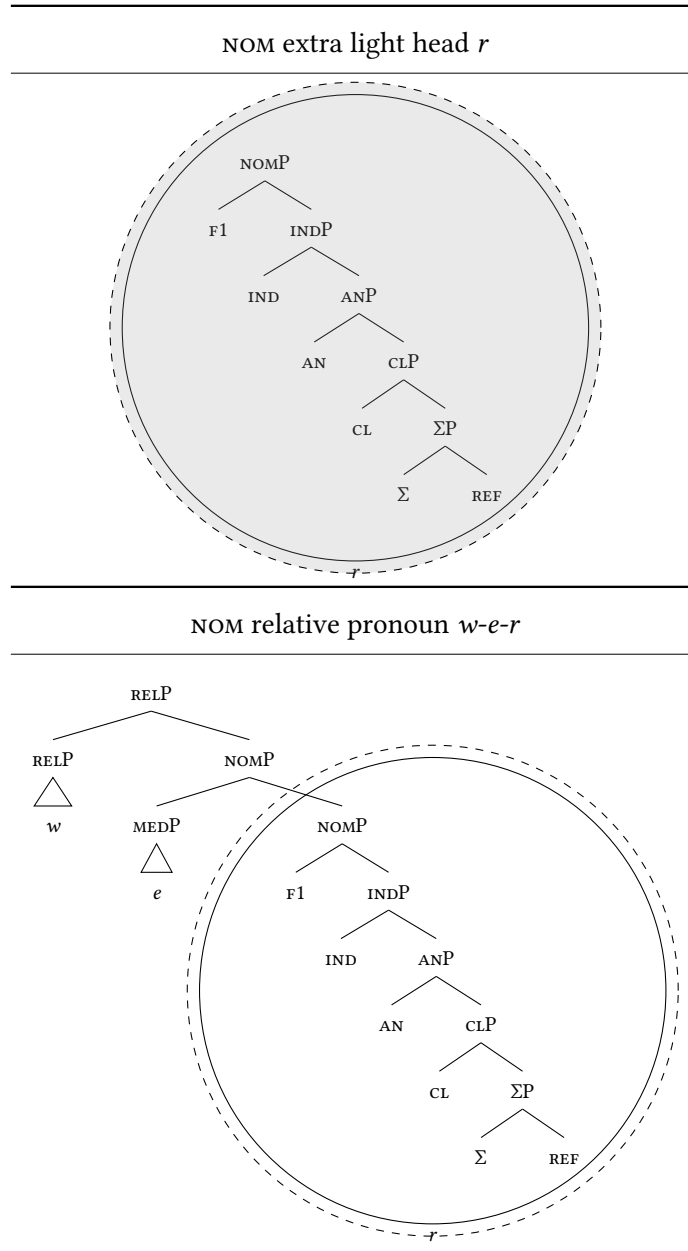 NOM extra light head r
NOMP
F1 INDP
IND ANP
AN CLP
CL ΣP
Σ REF
r
NOM relative pronoun w-e-r
RELP
RELP NOMP
w MEDP NOMP
e F1 INDP
IND ANP
AN CLP
CL ΣP
Σ REF
r